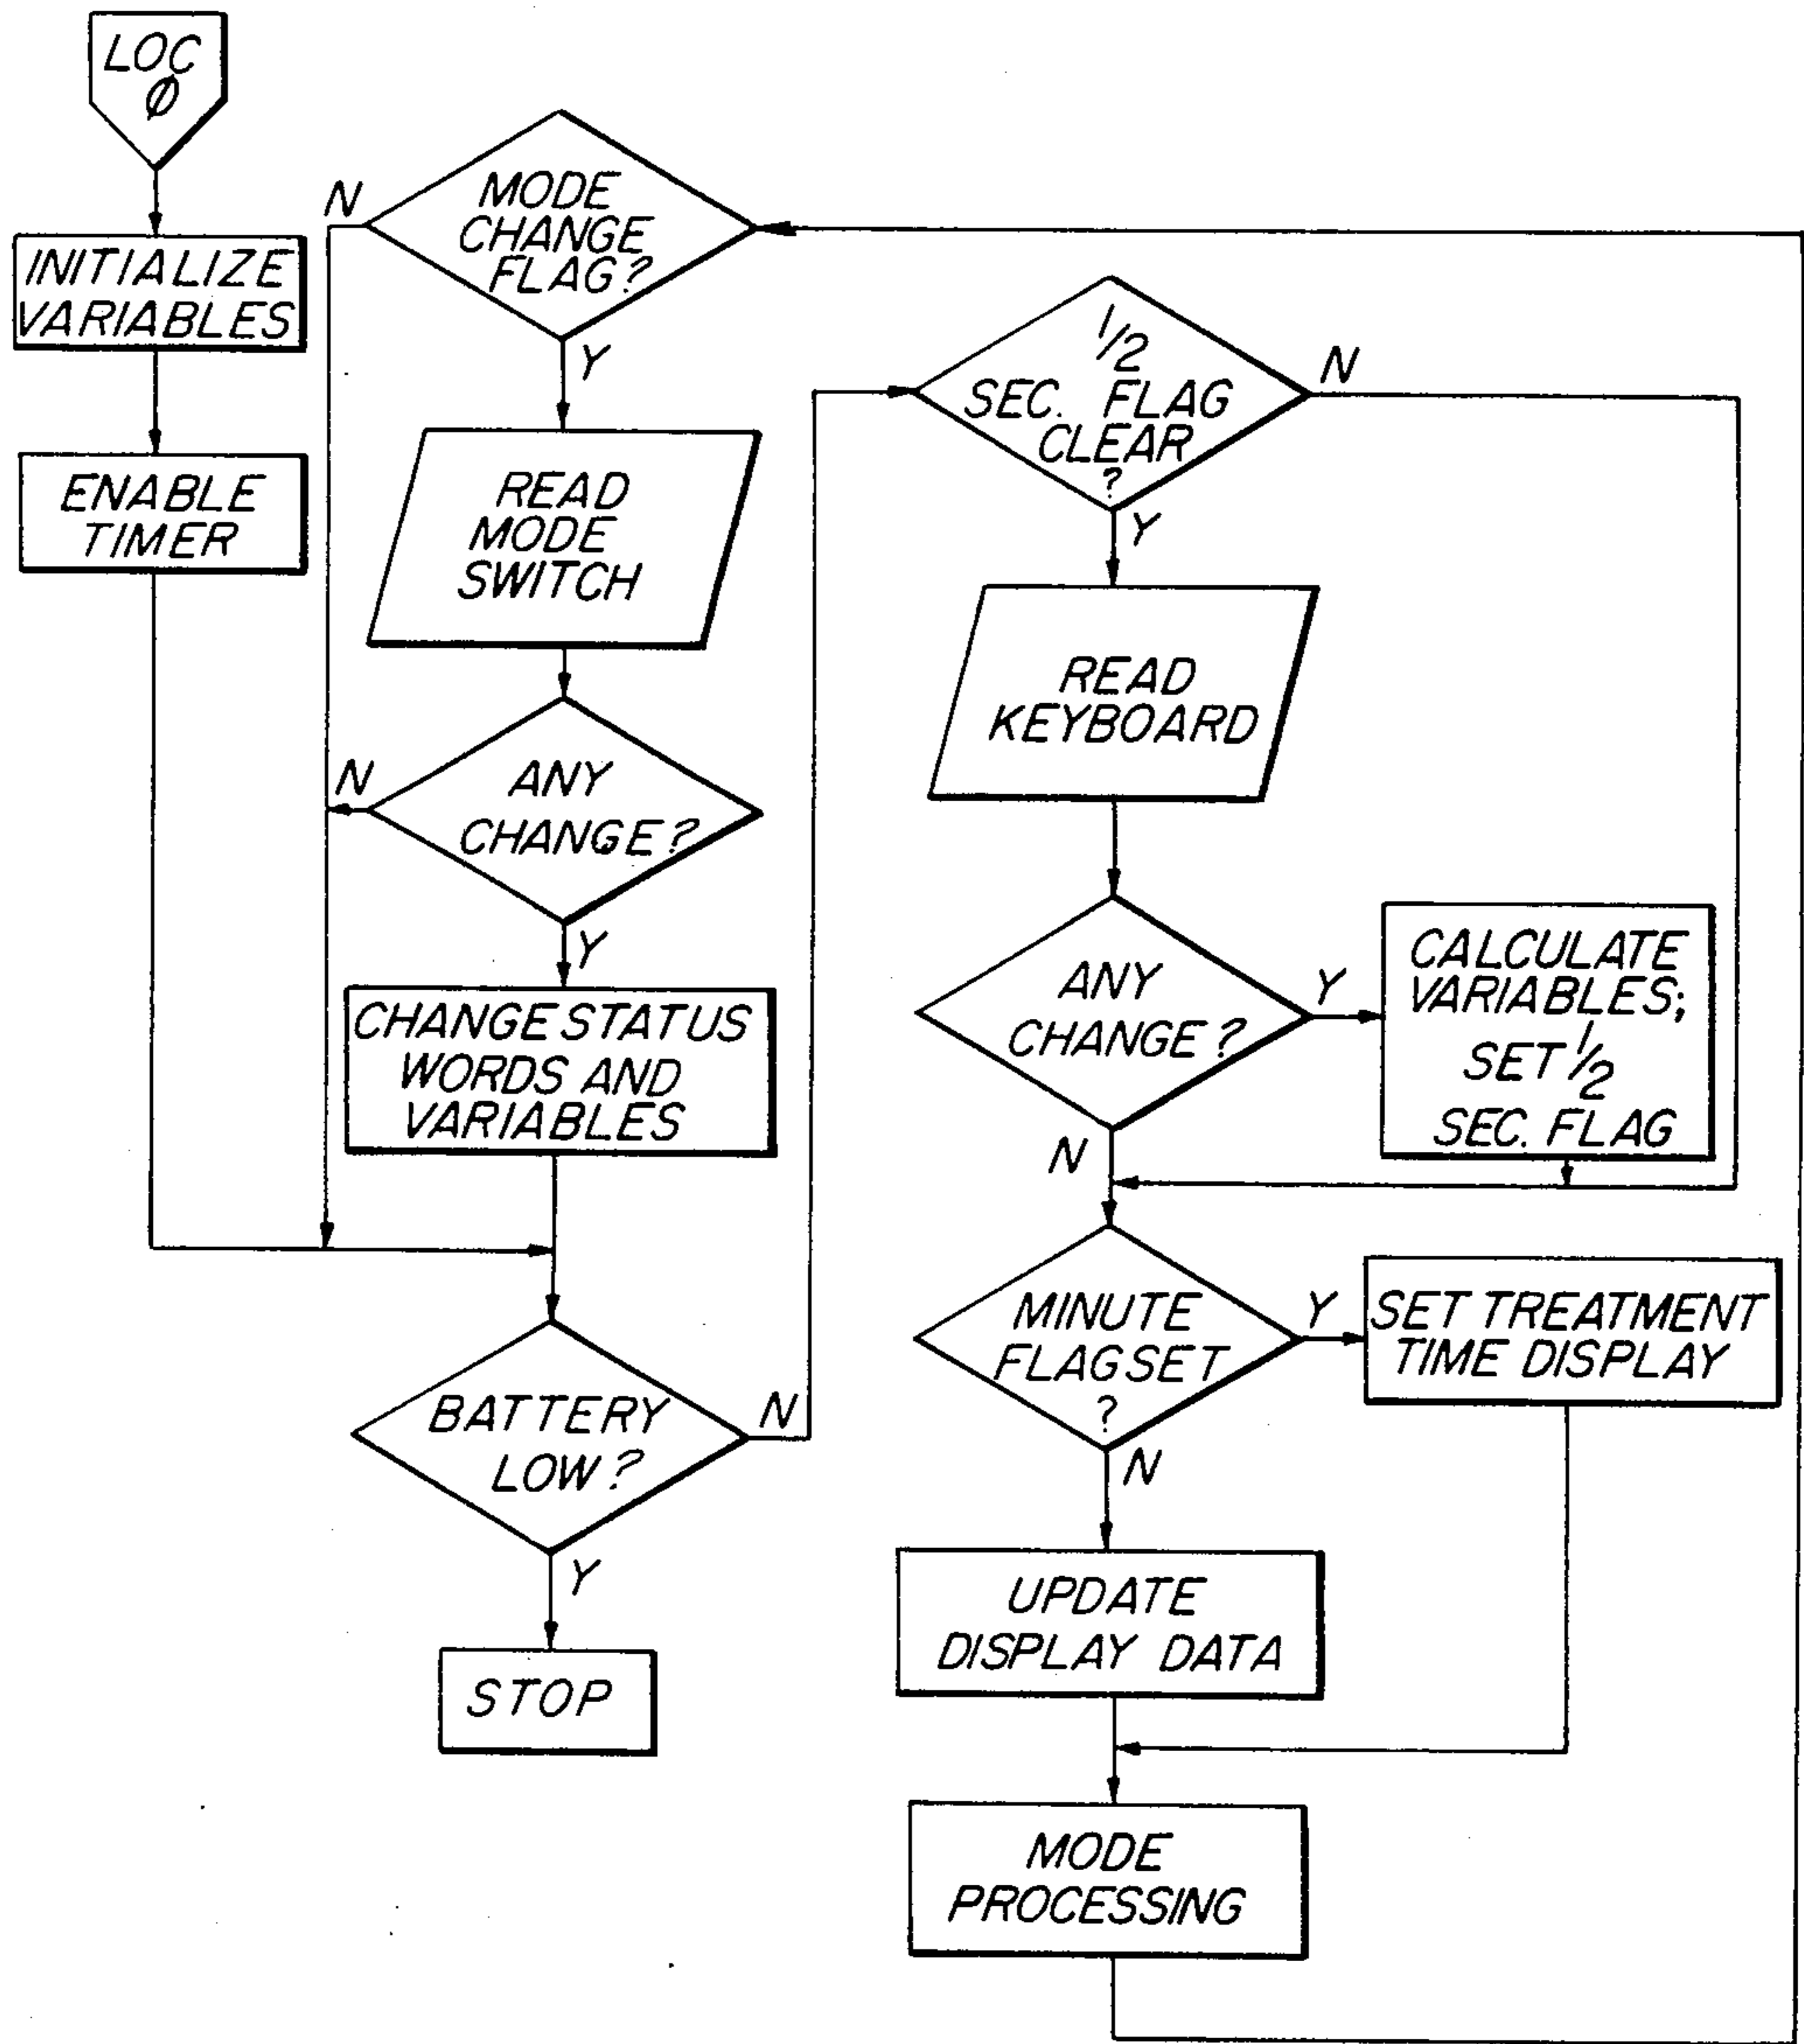 LOC
Ø
INITIALIZE
VARIABLES
ENABLE
TIMER
MODE
CHANGE
FLAG?
N
Y
READ
MODE
SWITCH
ANY
CHANGE?
N
Y
CHANGE STATUS
WORDS AND
VARIABLES
BATTERY
LOW?
N
Y
STOP
1/2
SEC. FLAG
CLEAR
?
N
Y
READ
KEYBOARD
ANY
CHANGE?
Y
N
CALCULATE
VARIABLES;
SET 1/2
SEC. FLAG
MINUTE
FLAG SET
?
Y
N
SET TREATMENT
TIME DISPLAY
UPDATE
DISPLAY DATA
MODE
PROCESSING